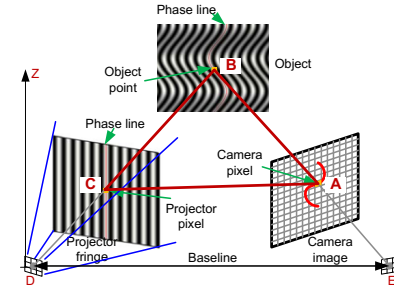 Phase line
B
Object
Object
point
Z
Phase line
Camera
pixel
C
A
Projector
pixel
Projector
fringe
Baseline
Camera
image
D
E